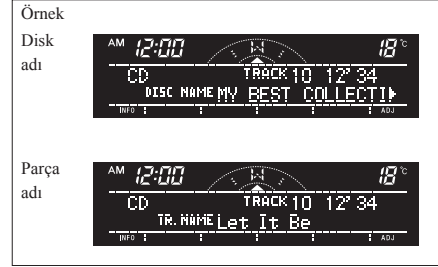 Örnek
Disk adı
AM 12:00 W 18°C
CD TRACK 10 12' 34
DISC NAME MY BEST COLLECTI
INFO ADJ
Parça adı
AM 12:00 W 18°C
CD TRACK 10 12' 34
TR. NAME Let It Be
INFO ADJ